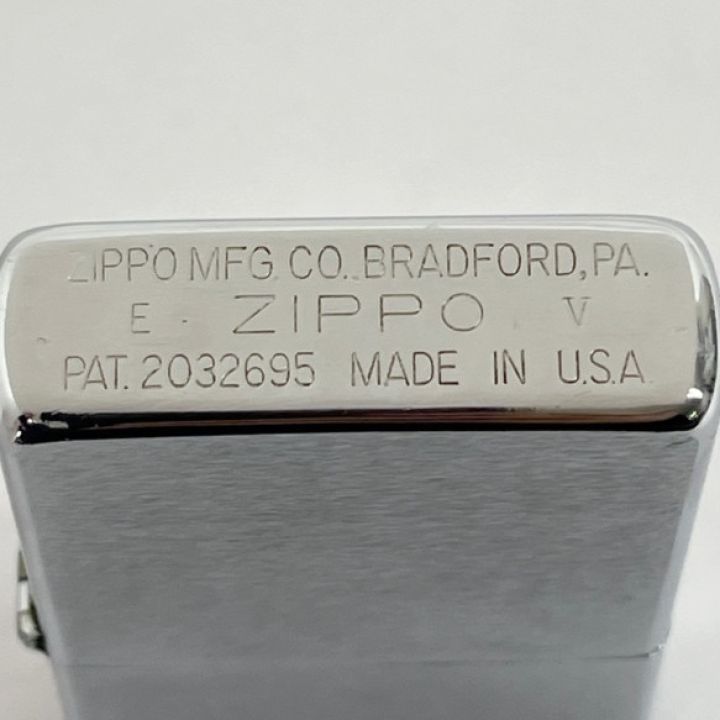 ZIPPO MFG. CO. BRADFORD, PA.
E . ZIPPO V
PAT. 2032695 MADE IN U.S.A.